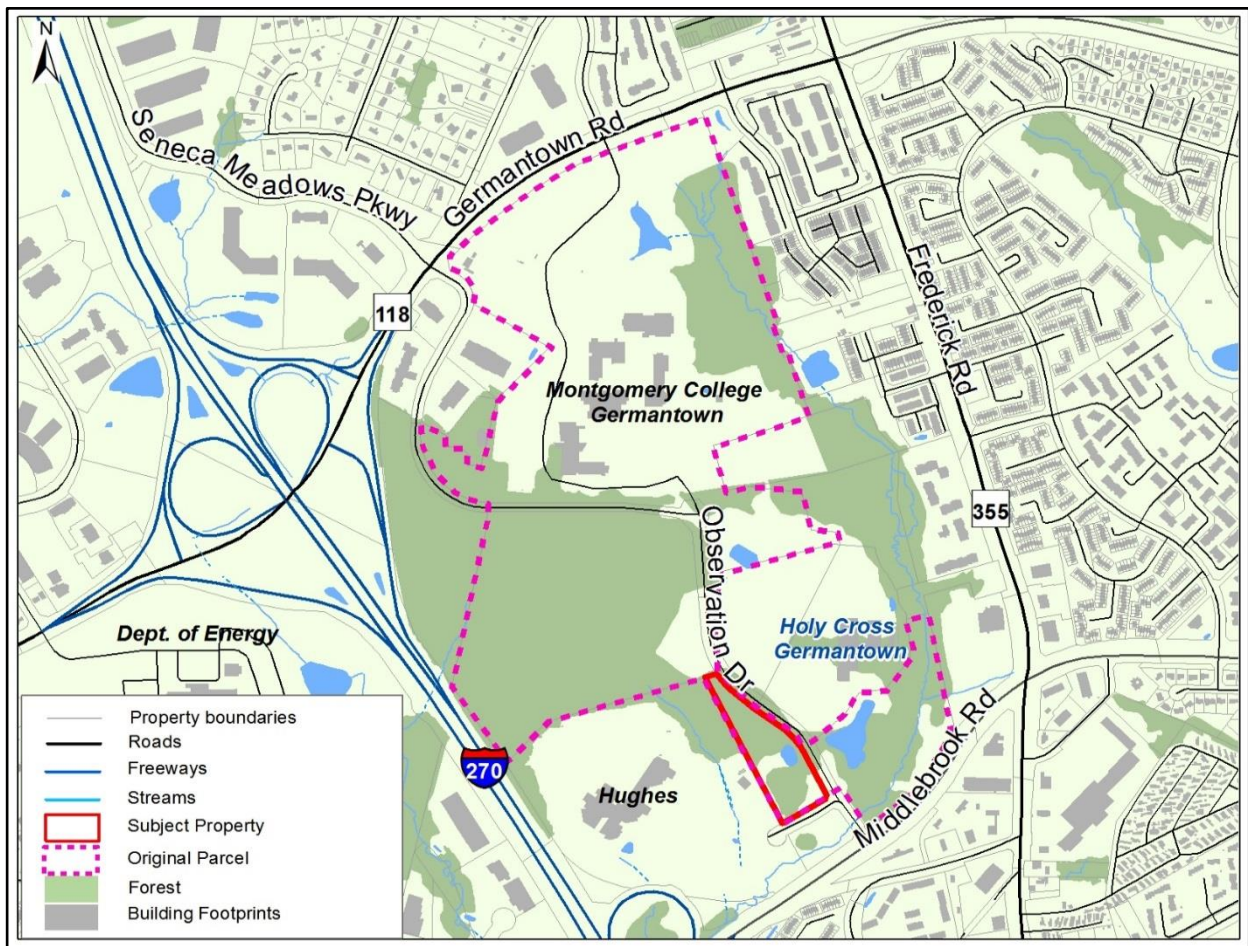 N
Seneca Meadows Pkwy
Germantown Rd
118
Frederick Rd
Montgomery College
Germantown
355
Observation Dr
Holy Cross
Germantown
Dept. of Energy
Middlebrook Rd
270
Hughes
Property boundaries
Roads
Freeways
Streams
Subject Property
Original Parcel
Forest
Building Footprints